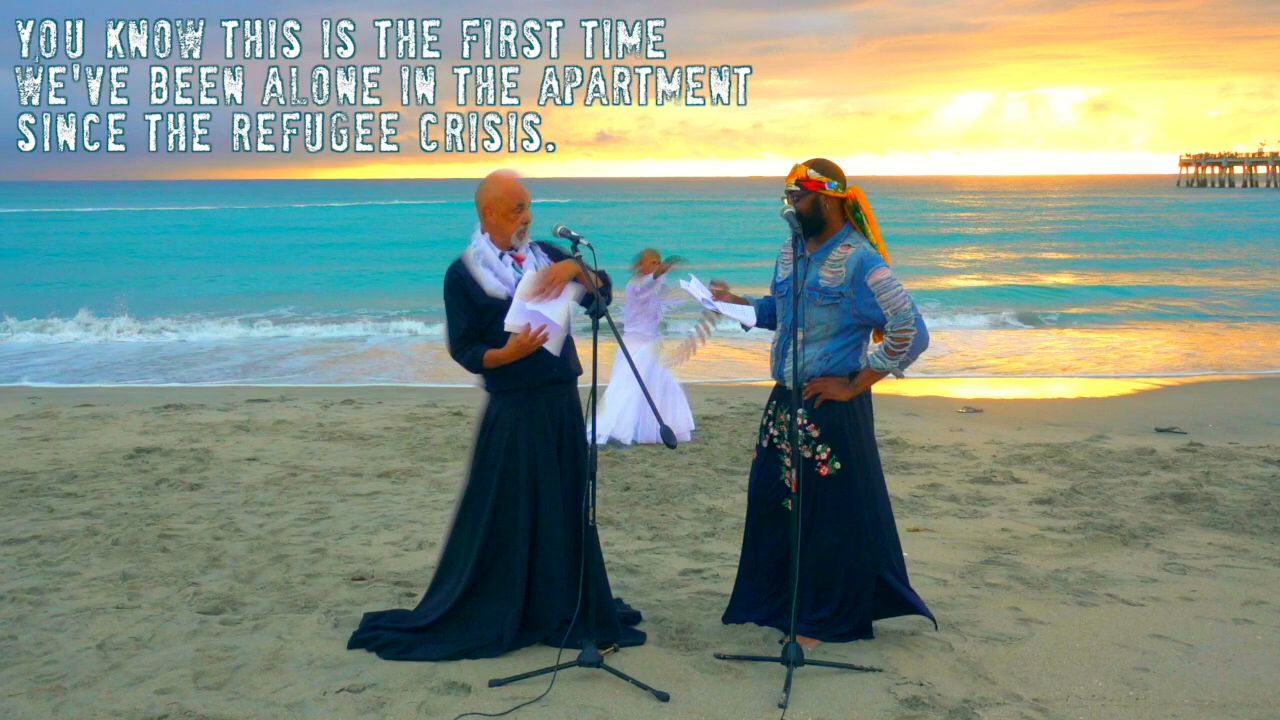 YOU KNOW THIS IS THE FIRST TIME
WE'VE BEEN ALONE IN THE APARTMENT
SINCE THE REFUGEE CRISIS.